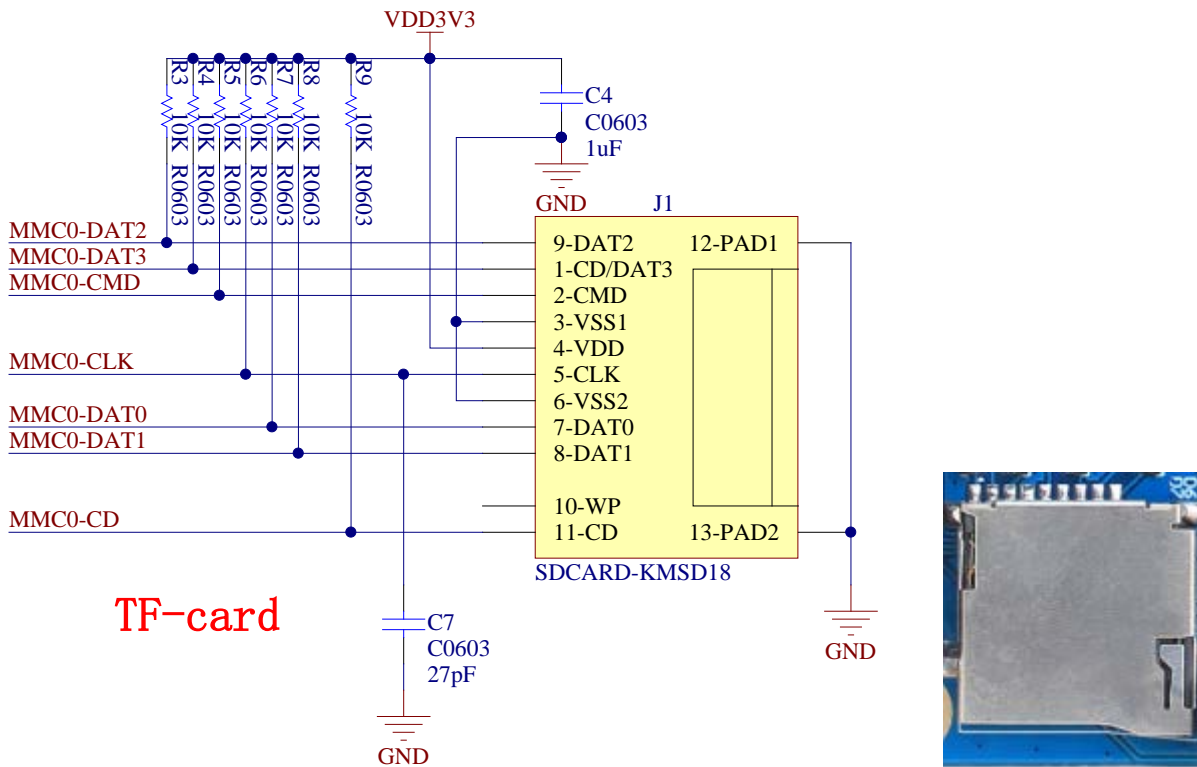 VDD3V3
R3
10K R0603
R4
10K R0603
R5
10K R0603
R6
10K R0603
R7
10K R0603
R8
10K R0603
R9
10K R0603
C4
C0603
1uF
GND
J1
MMC0-DAT2
MMC0-DAT3
MMC0-CMD
MMC0-CLK
MMC0-DAT0
MMC0-DAT1
MMC0-CD
9-DAT2
1-CD/DAT3
2-CMD
3-VSS1
4-VDD
5-CLK
6-VSS2
7-DAT0
8-DAT1
10-WP
11-CD
12-PAD1
13-PAD2
SDCARD-KMSD18
TF-card
C7
C0603
27pF
GND
GND